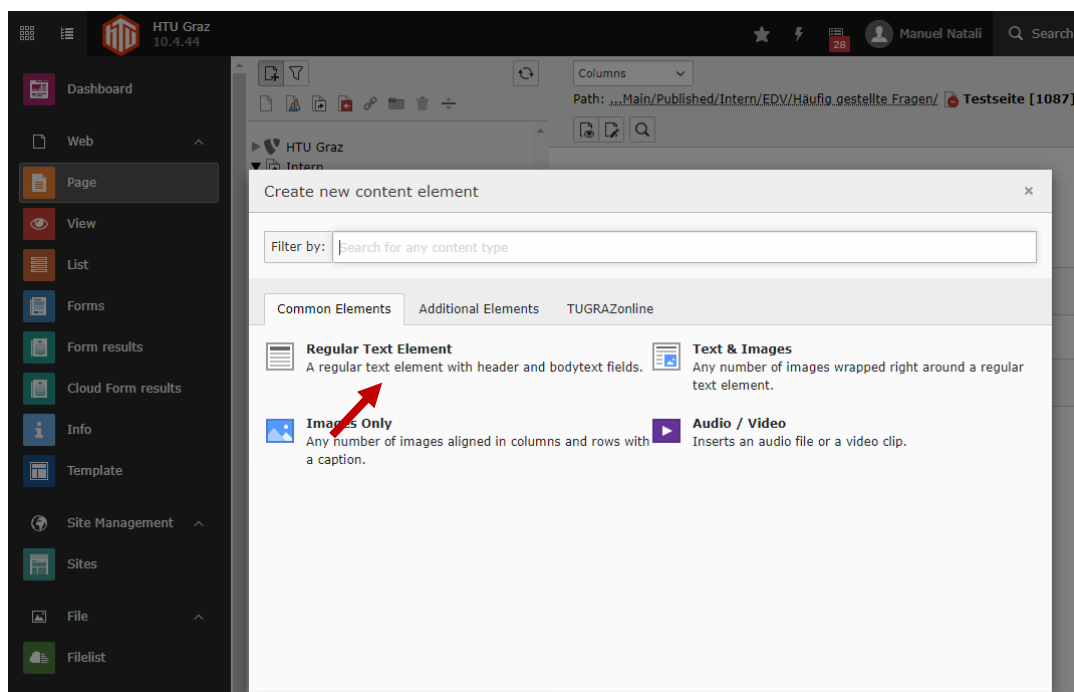 HTU Graz
10.4.44
28
Manuel Natali
Search
Dashboard
Web
Page
View
List
Forms
Form results
Cloud Form results
Info
Template
Site Management
Sites
File
Filelist
HTU Graz
Intern
Columns
Path: ...Main/Published/Intern/EDV/Häufig gestellte Fragen/ Testseite [1087]
Create new content element
×
Filter by: Search for any content type
Common Elements Additional Elements TUGRAZonline
Regular Text Element
A regular text element with header and bodytext fields.
Text & Images
Any number of images wrapped right around a regular
text element.
Images Only
Any number of images aligned in columns and rows with
a caption.
Audio / Video
Inserts an audio file or a video clip.